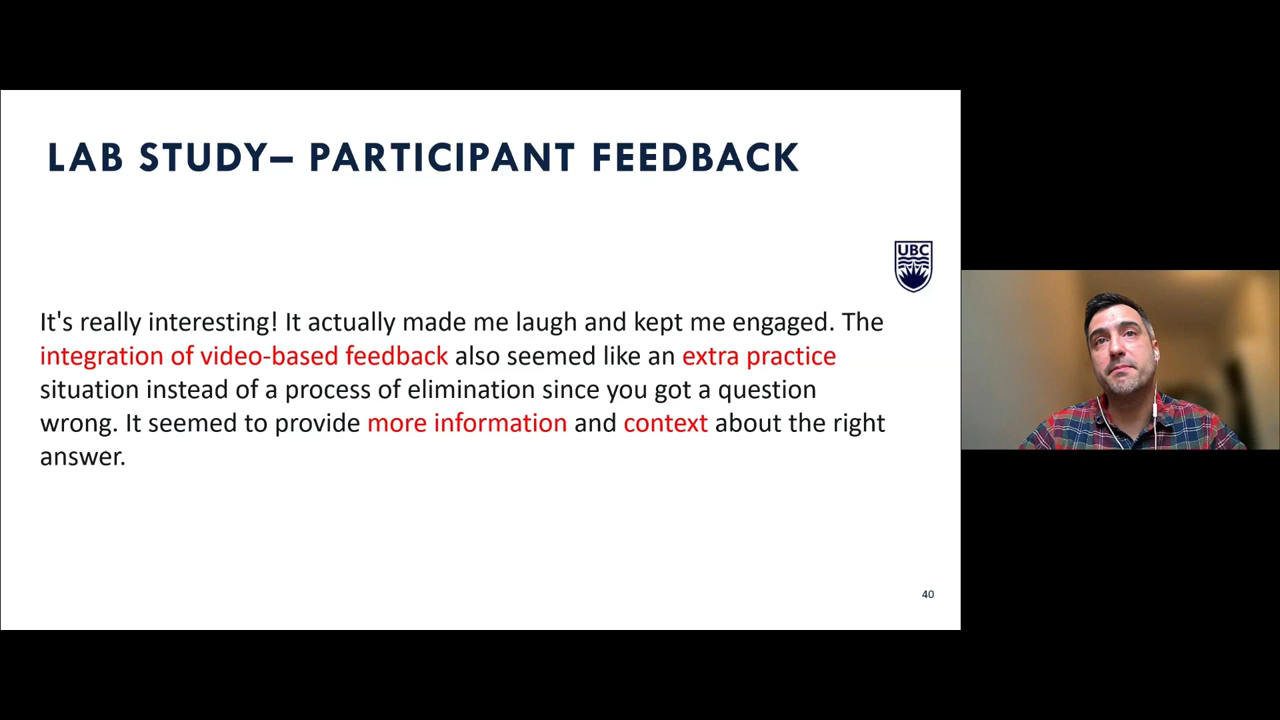 LAB STUDY– PARTICIPANT FEEDBACK
UBC
It's really interesting! It actually made me laugh and kept me engaged. The
integration of video-based feedback also seemed like an extra practice
situation instead of a process of elimination since you got a question
wrong. It seemed to provide more information and context about the right
answer.
40